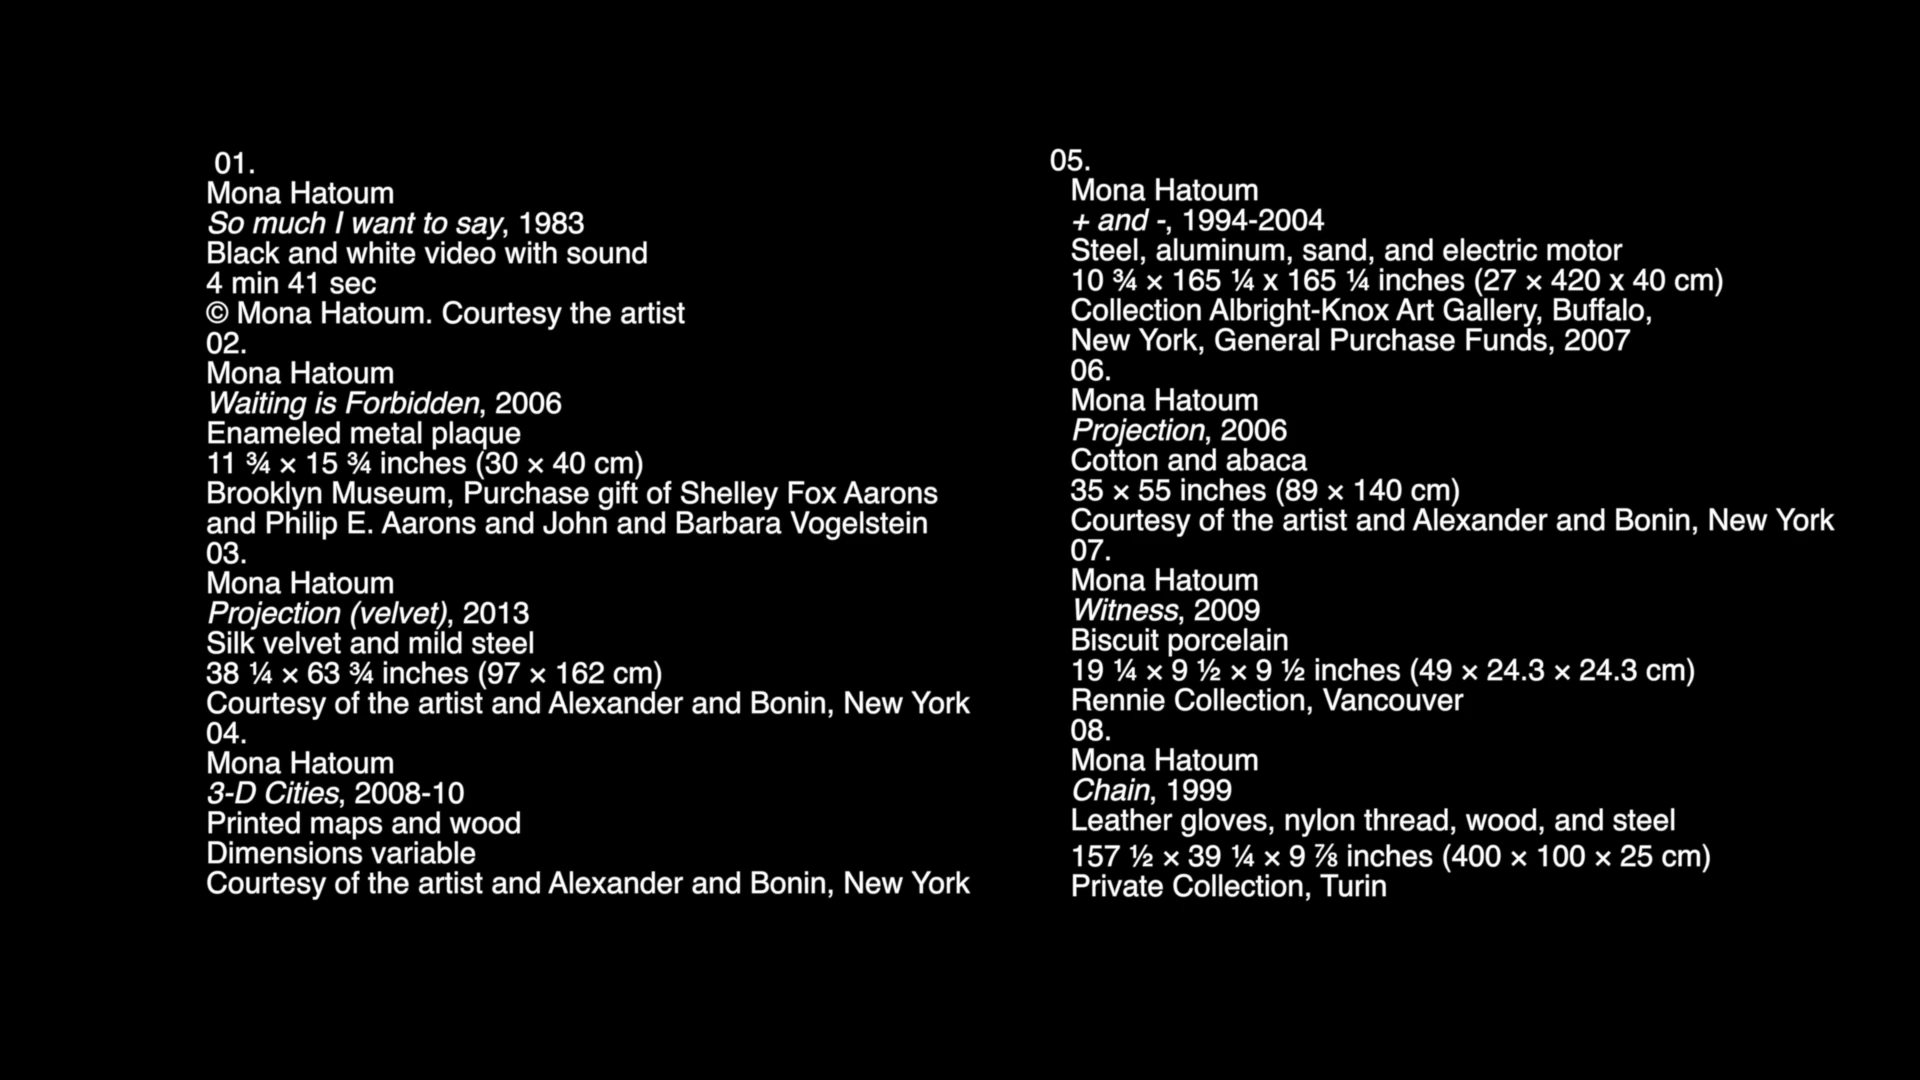 01.
Mona Hatoum
So much I want to say, 1983
Black and white video with sound
4 min 41 sec
© Mona Hatoum. Courtesy the artist
02.
Mona Hatoum
Waiting is Forbidden, 2006
Enameled metal plaque
11 ¾ × 15 ¾ inches (30 × 40 cm)
Brooklyn Museum, Purchase gift of Shelley Fox Aarons
and Philip E. Aarons and John and Barbara Vogelstein
03.
Mona Hatoum
Projection (velvet), 2013
Silk velvet and mild steel
38 ¼ × 63 ¾ inches (97 × 162 cm)
Courtesy of the artist and Alexander and Bonin, New York
04.
Mona Hatoum
3-D Cities, 2008-10
Printed maps and wood
Dimensions variable
Courtesy of the artist and Alexander and Bonin, New York
05.
Mona Hatoum
+ and -, 1994-2004
Steel, aluminum, sand, and electric motor
10 ¾ × 165 ¼ x 165 ¼ inches (27 × 420 x 40 cm)
Collection Albright-Knox Art Gallery, Buffalo,
New York, General Purchase Funds, 2007
06.
Mona Hatoum
Projection, 2006
Cotton and abaca
35 × 55 inches (89 × 140 cm)
Courtesy of the artist and Alexander and Bonin, New York
07.
Mona Hatoum
Witness, 2009
Biscuit porcelain
19 ¼ × 9 ½ × 9 ½ inches (49 × 24.3 × 24.3 cm)
Rennie Collection, Vancouver
08.
Mona Hatoum
Chain, 1999
Leather gloves, nylon thread, wood, and steel
157 ½ × 39 ¼ × 9 ⅞ inches (400 × 100 × 25 cm)
Private Collection, Turin